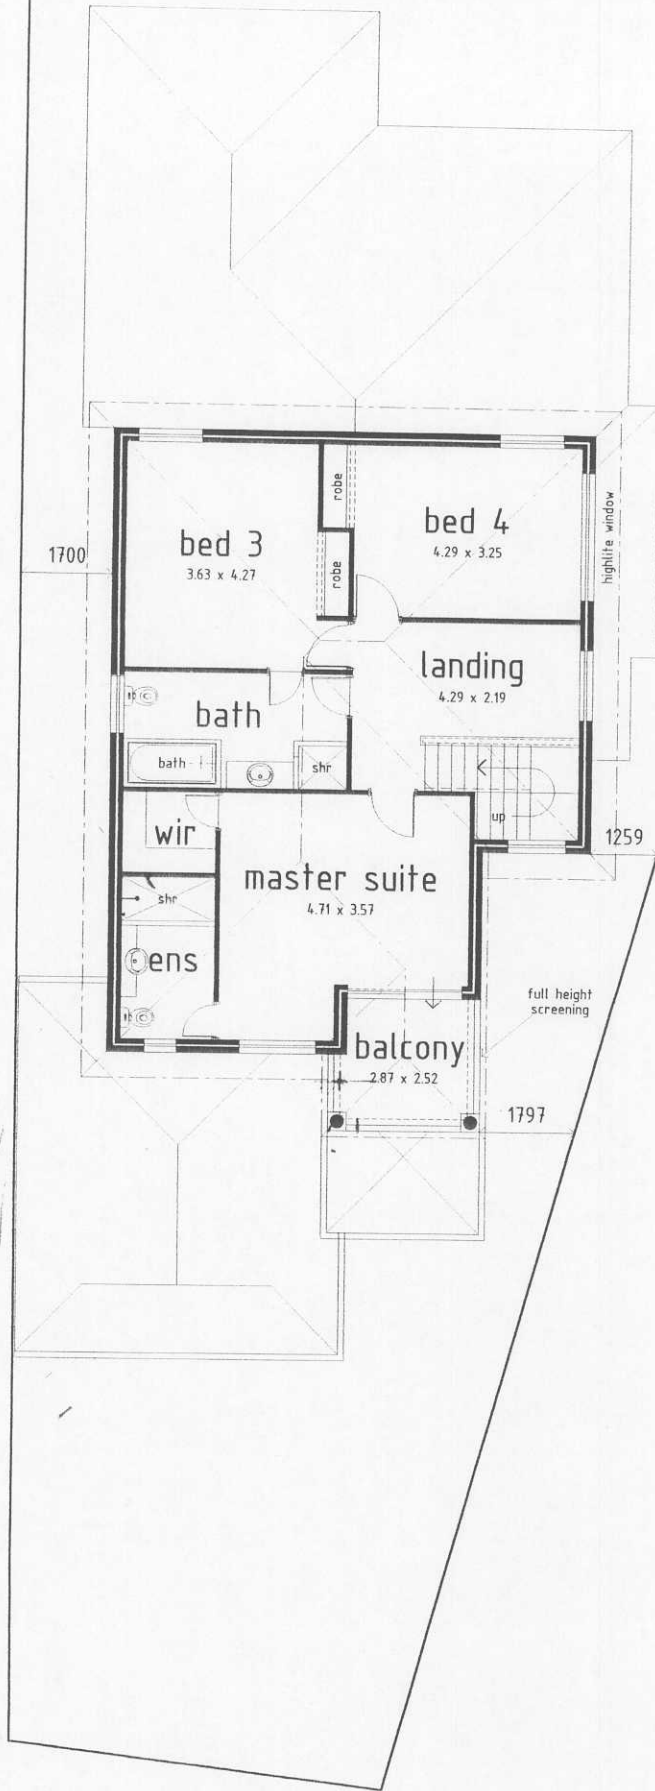 robe
bed 3
3.63 x 4.27
bed 4
4.29 x 3.25
highlite window
1700
robe
landing
4.29 x 2.19
bath
bath
shr
up
wir
1259
master suite
4.71 x 3.57
shr
ens
full height
screening
balcony
2.87 x 2.52
1797